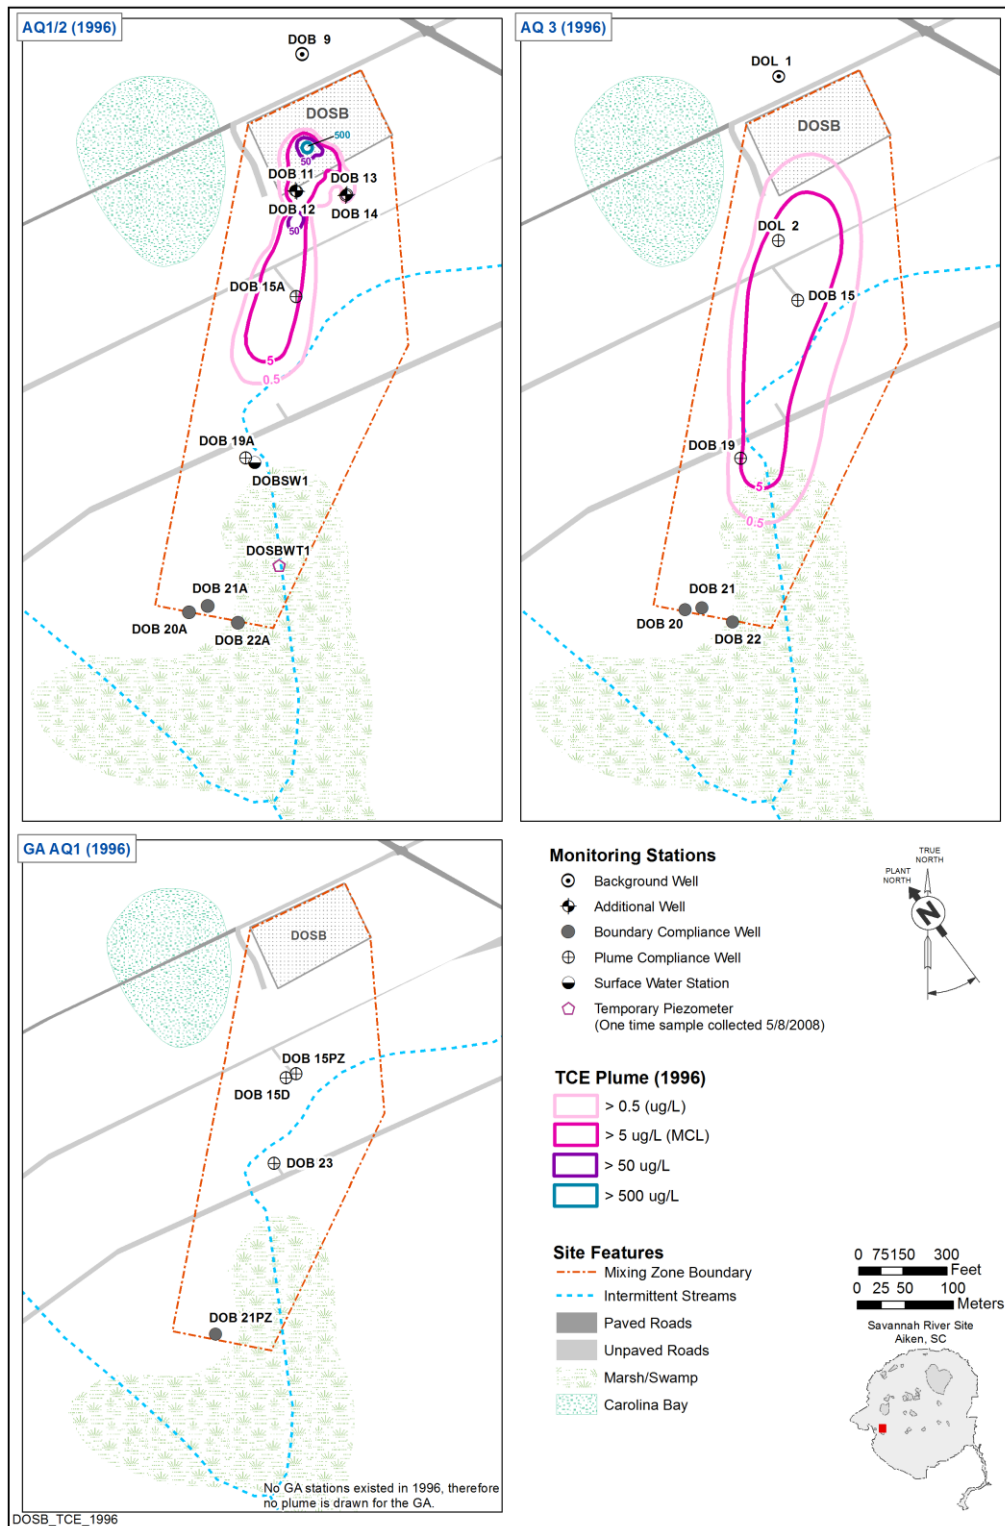 AQ1/2 (1996)
DOB 9
DOSB
500
50
DOB 11
DOB 13
DOB 12
DOB 14
50
DOB 15A
5
0.5
DOB 19A
DOBSW1
DOSBWT1
DOB 21A
DOB 20A
DOB 22A
AQ 3 (1996)
DOL 1
DOSB
DOL 2
DOB 15
DOB 19
5
0.5
DOB 21
DOB 20
DOB 22
GA AQ1 (1996)
DOSB
DOB 15PZ
DOB 15D
DOB 23
DOB 21PZ
No GA stations existed in 1996, therefore
no plume is drawn for the GA.
DOSB_TCE_1996
Monitoring Stations
Background Well
Additional Well
Boundary Compliance Well
Plume Compliance Well
Surface Water Station
Temporary Piezometer
(One time sample collected 5/8/2008)
TRUE
NORTH
PLANT
NORTH
N
TCE Plume (1996)
> 0.5 (ug/L)
> 5 ug/L (MCL)
> 50 ug/L
> 500 ug/L
Site Features
Mixing Zone Boundary
Intermittent Streams
Paved Roads
Unpaved Roads
Marsh/Swamp
Carolina Bay
0 75 150 300
Feet
0 25 50 100
Meters
Savannah River Site
Aiken, SC